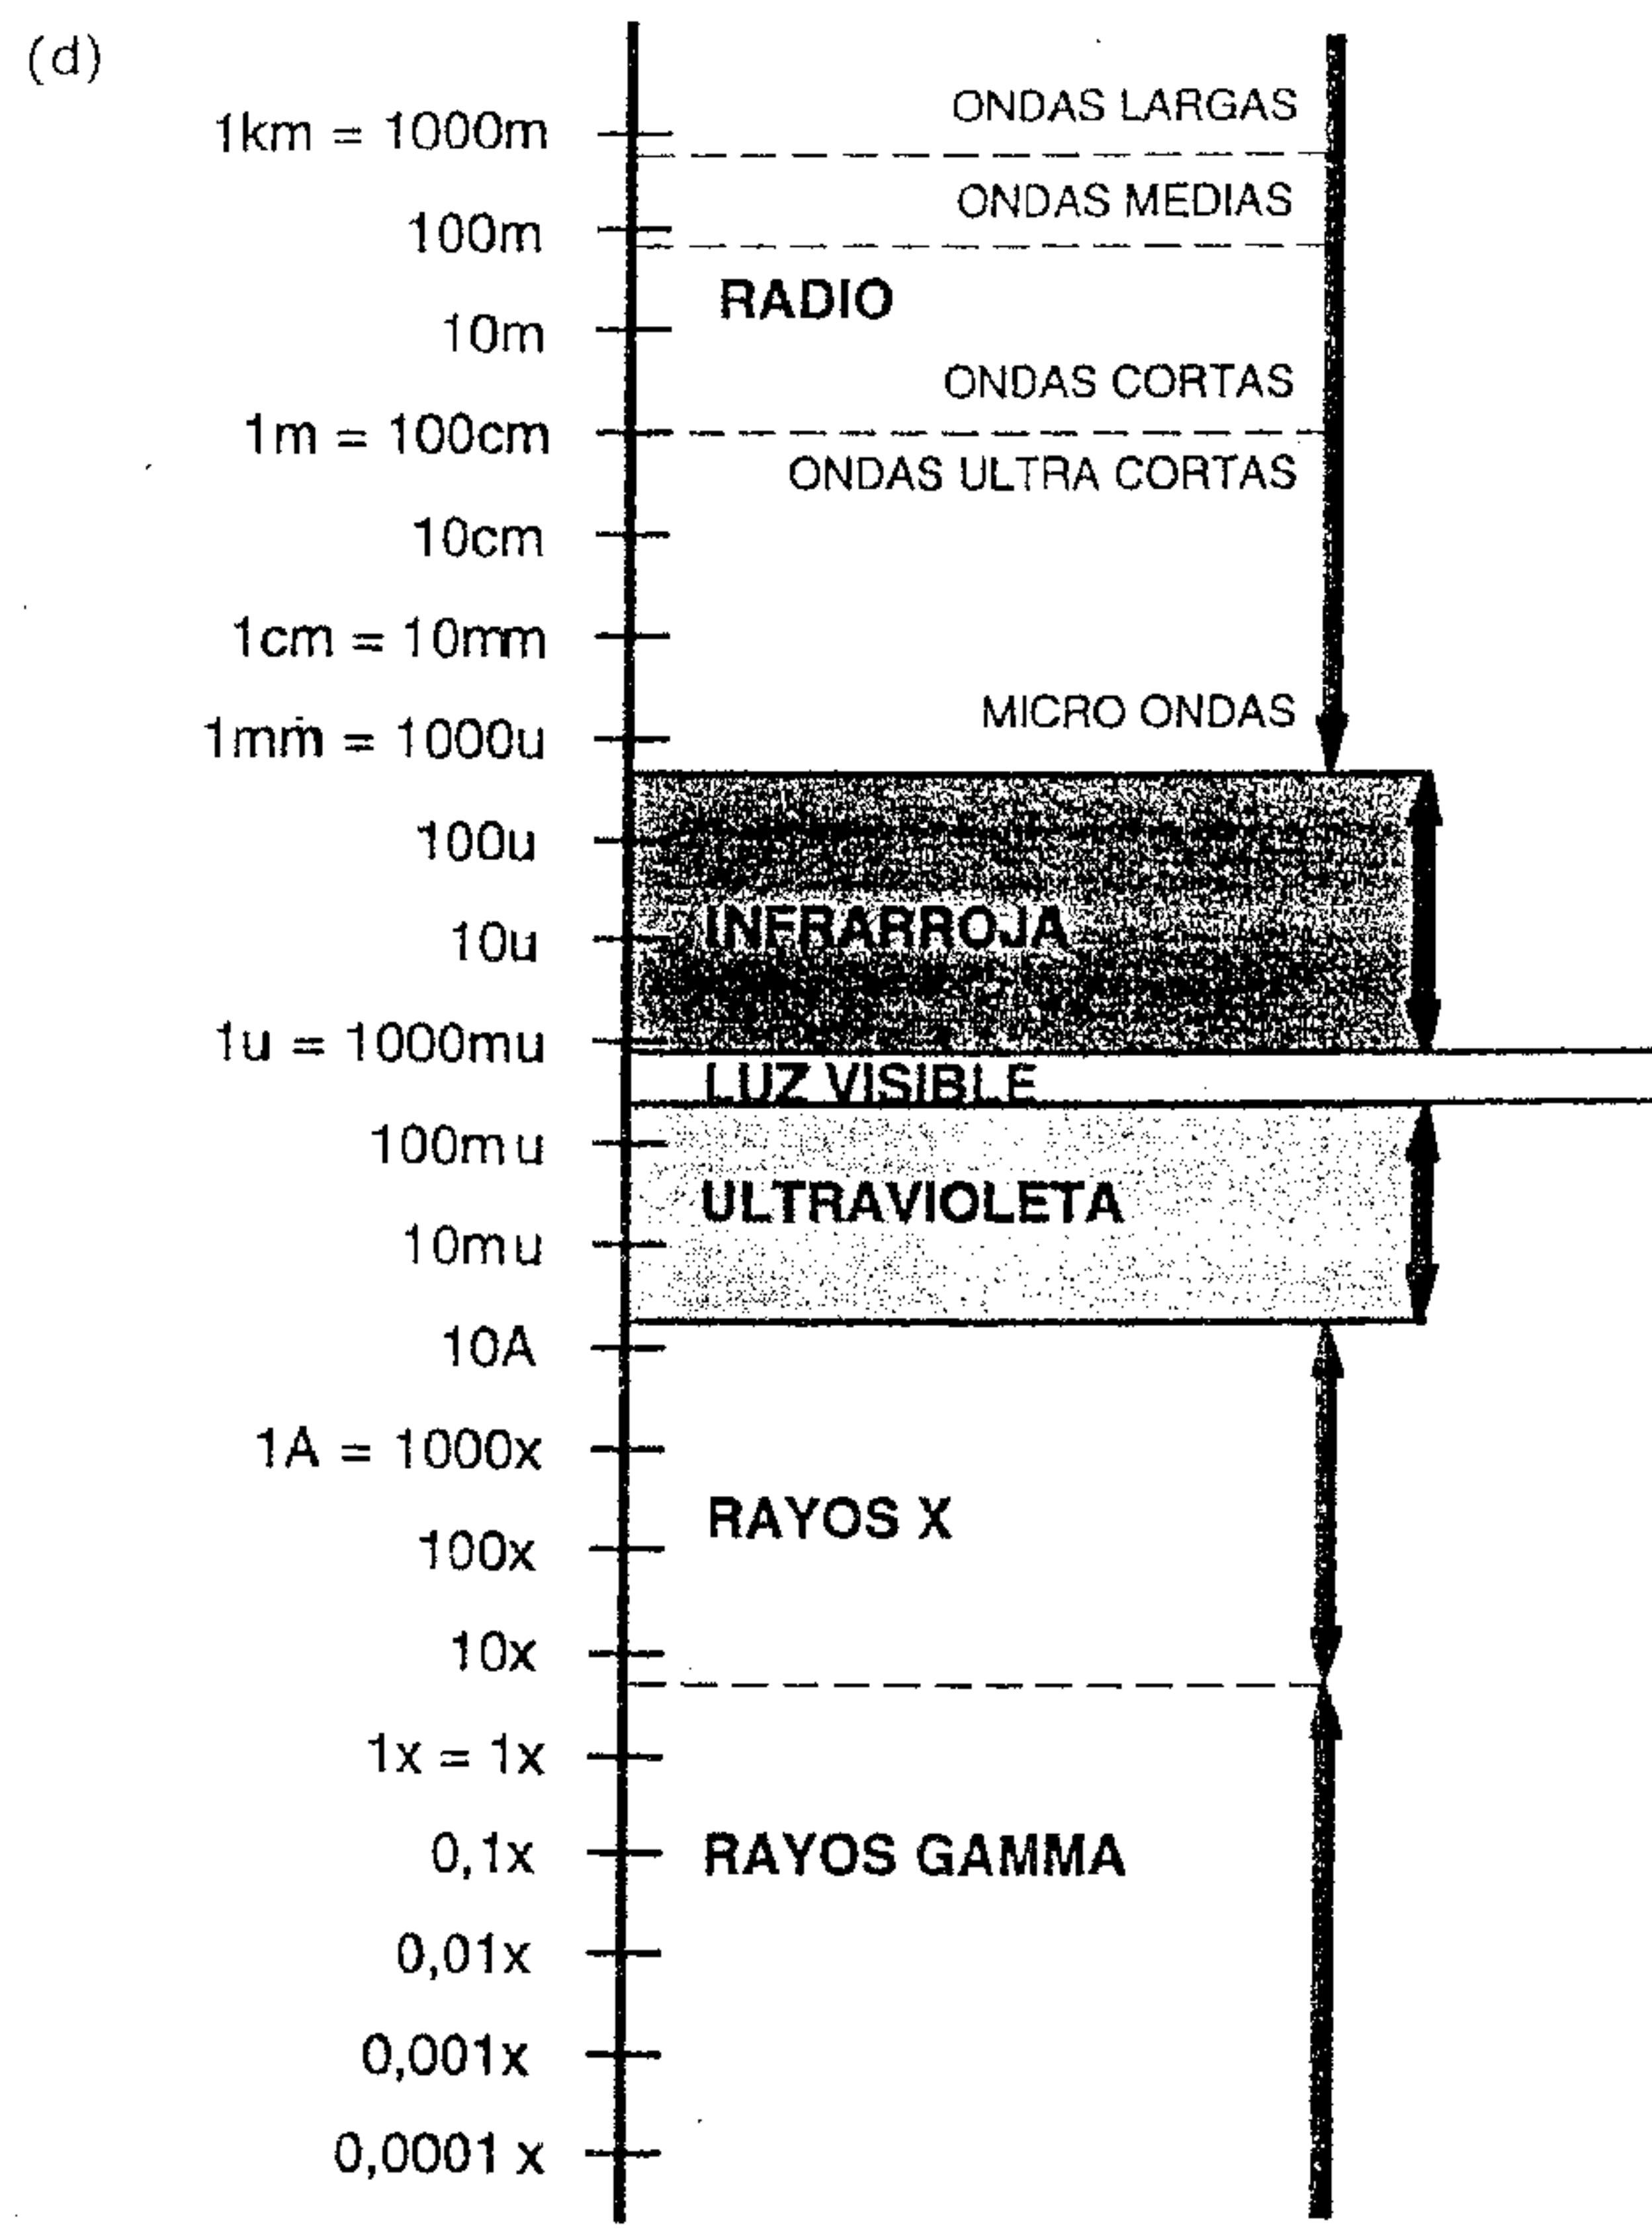 (d)
ONDAS LARGAS
1km = 1000m
ONDAS MEDIAS
100m
RADIO
10m
ONDAS CORTAS
1m = 100cm
ONDAS ULTRA CORTAS
10cm
1cm = 10mm
MICRO ONDAS
1mm = 1000u
100u
INFRARROJA
10u
1u = 1000mu
LUZ VISIBLE
100mu
ULTRAVIOLETA
10mu
10A
1A = 1000x
RAYOS X
100x
10x
1x = 1x
0,1x RAYOS GAMMA
0,01x
0,001x
0,0001 x